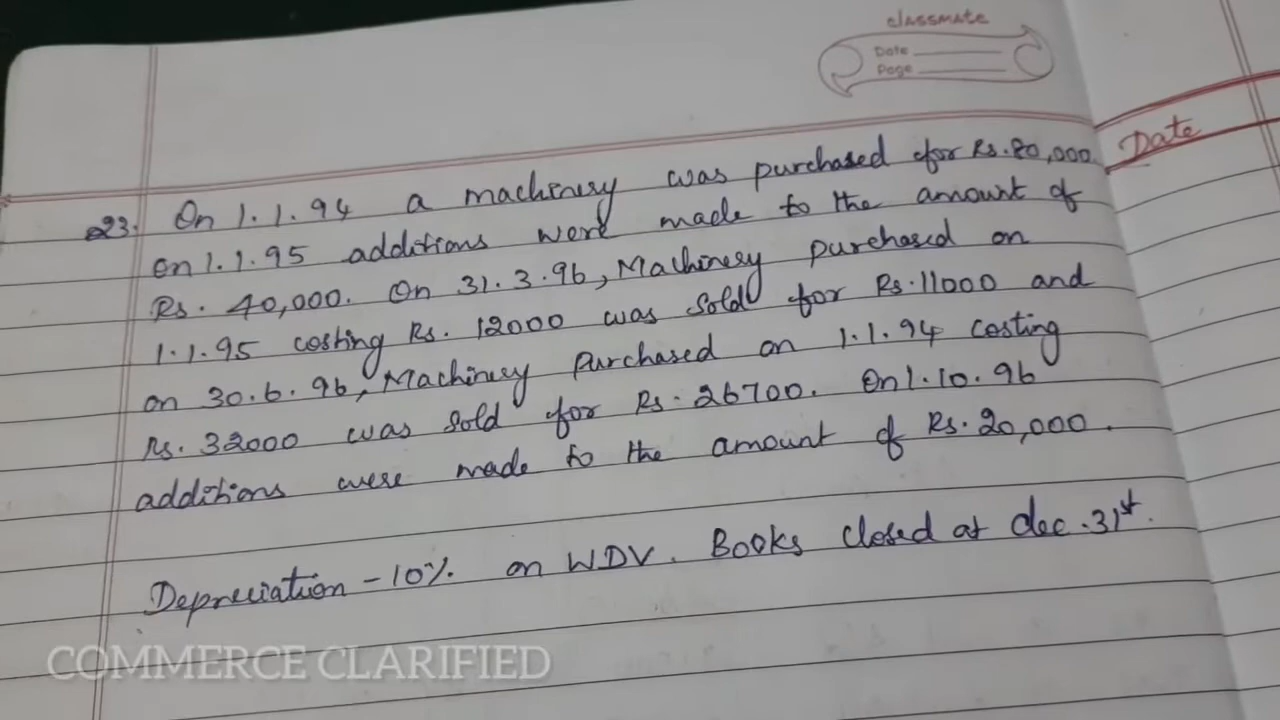 classmate
Date
Page
Date
23. On 1.1.94 a machinery was purchased for Rs.80,000
on 1.1.95 additions were made to the amount of
Rs. 40,000. On 31.3.96, Machinery purchased on
1.1.95 costing Rs. 12000 was sold for Rs.11000 and
on 30.6.96, Machinery Purchased on 1.1.94 costing
Rs. 32000 was sold for Rs. 26700. On 1.10.96
additions were made to the amount of Rs. 20,000.
Depreciation - 10% on WDV. Books closed at dec.31st.
COMMERCE CLARIFIED